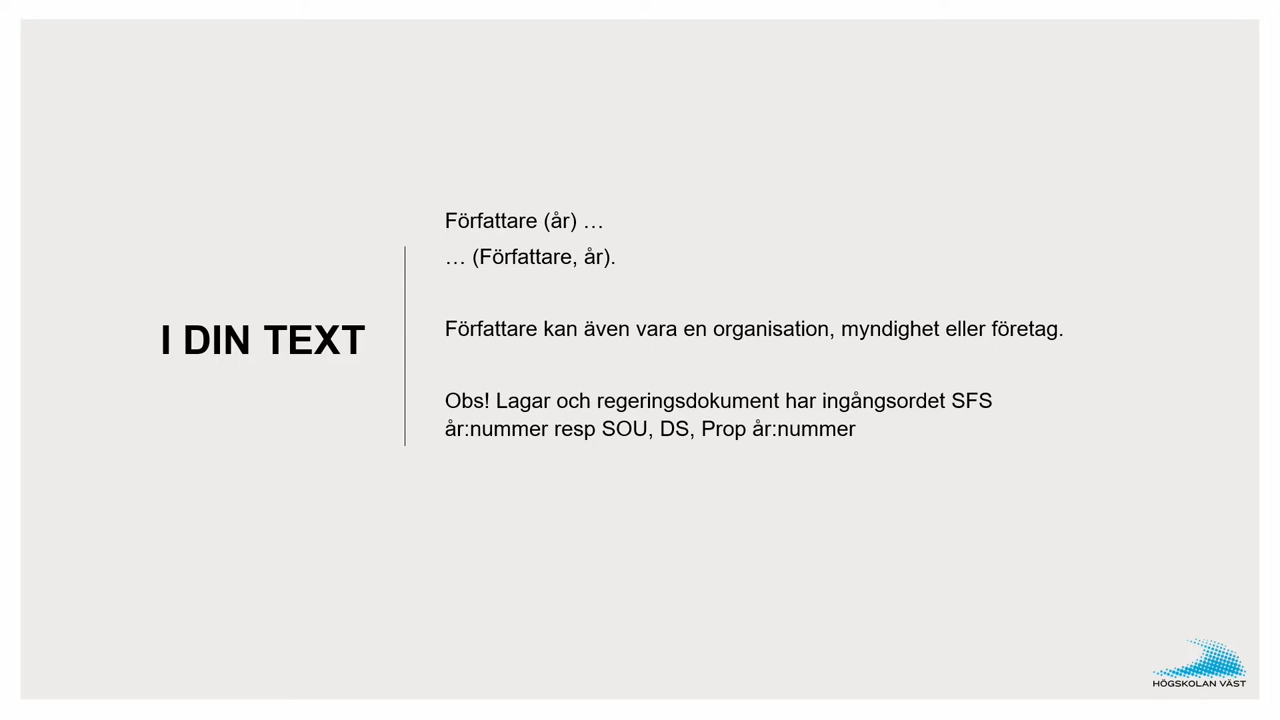 I DIN TEXT
Författare (år) …
… (Författare, år).
Författare kan även vara en organisation, myndighet eller företag.
Obs! Lagar och regeringsdokument har ingångsordet SFS
år:nummer resp SOU, DS, Prop år:nummer
HÖGSKOLAN VÄST